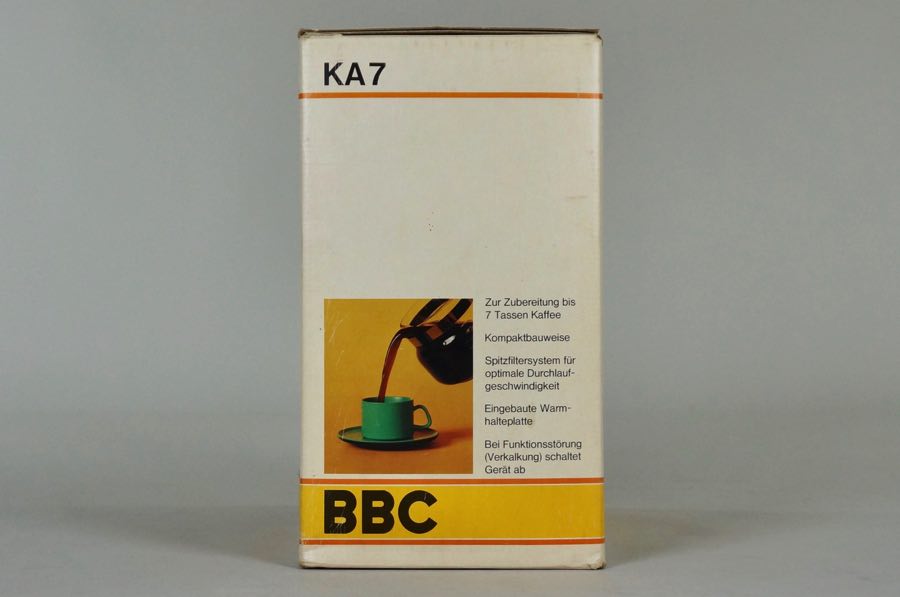 KA7
Zur Zubereitung bis
7 Tassen Kaffee
Kompaktbauweise
Spitzfiltersystem für
optimale Durchlauf-
geschwindigkeit
Eingebaute Warm-
halteplatte
Bei Funktionsstörung
(Verkalkung) schaltet
Gerät ab
BBC